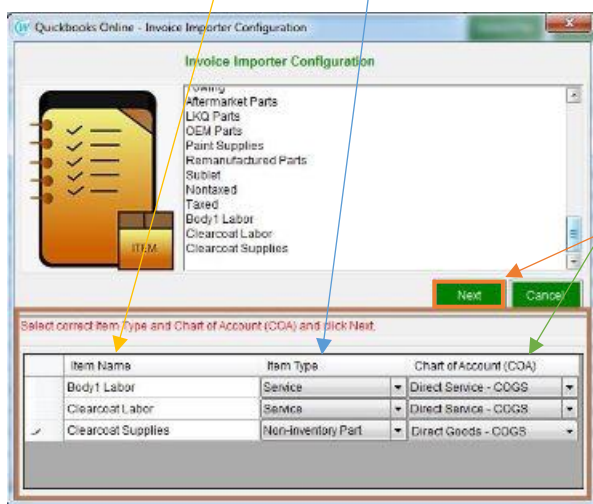 Quickbooks Online - Invoice Importer Configuration
Invoice Importer Configuration
Towing
Aftermarket Parts
LKQ Parts
OEM Parts
Paint Supplies
Remanufactured Parts
Sublet
Nontaxed
Taxed
Body1 Labor
Clearcoat Labor
Clearcoat Supplies
ITEM
Next Cancel
Select correct Item Type and Chart of Account (COA) and click Next.
Item Name Item Type Chart of Account (COA)
Body1 Labor Service Direct Service - COGS
Clearcoat Labor Service Direct Service - COGS
Clearcoat Supplies Non-inventory Part Direct Goods - COGS